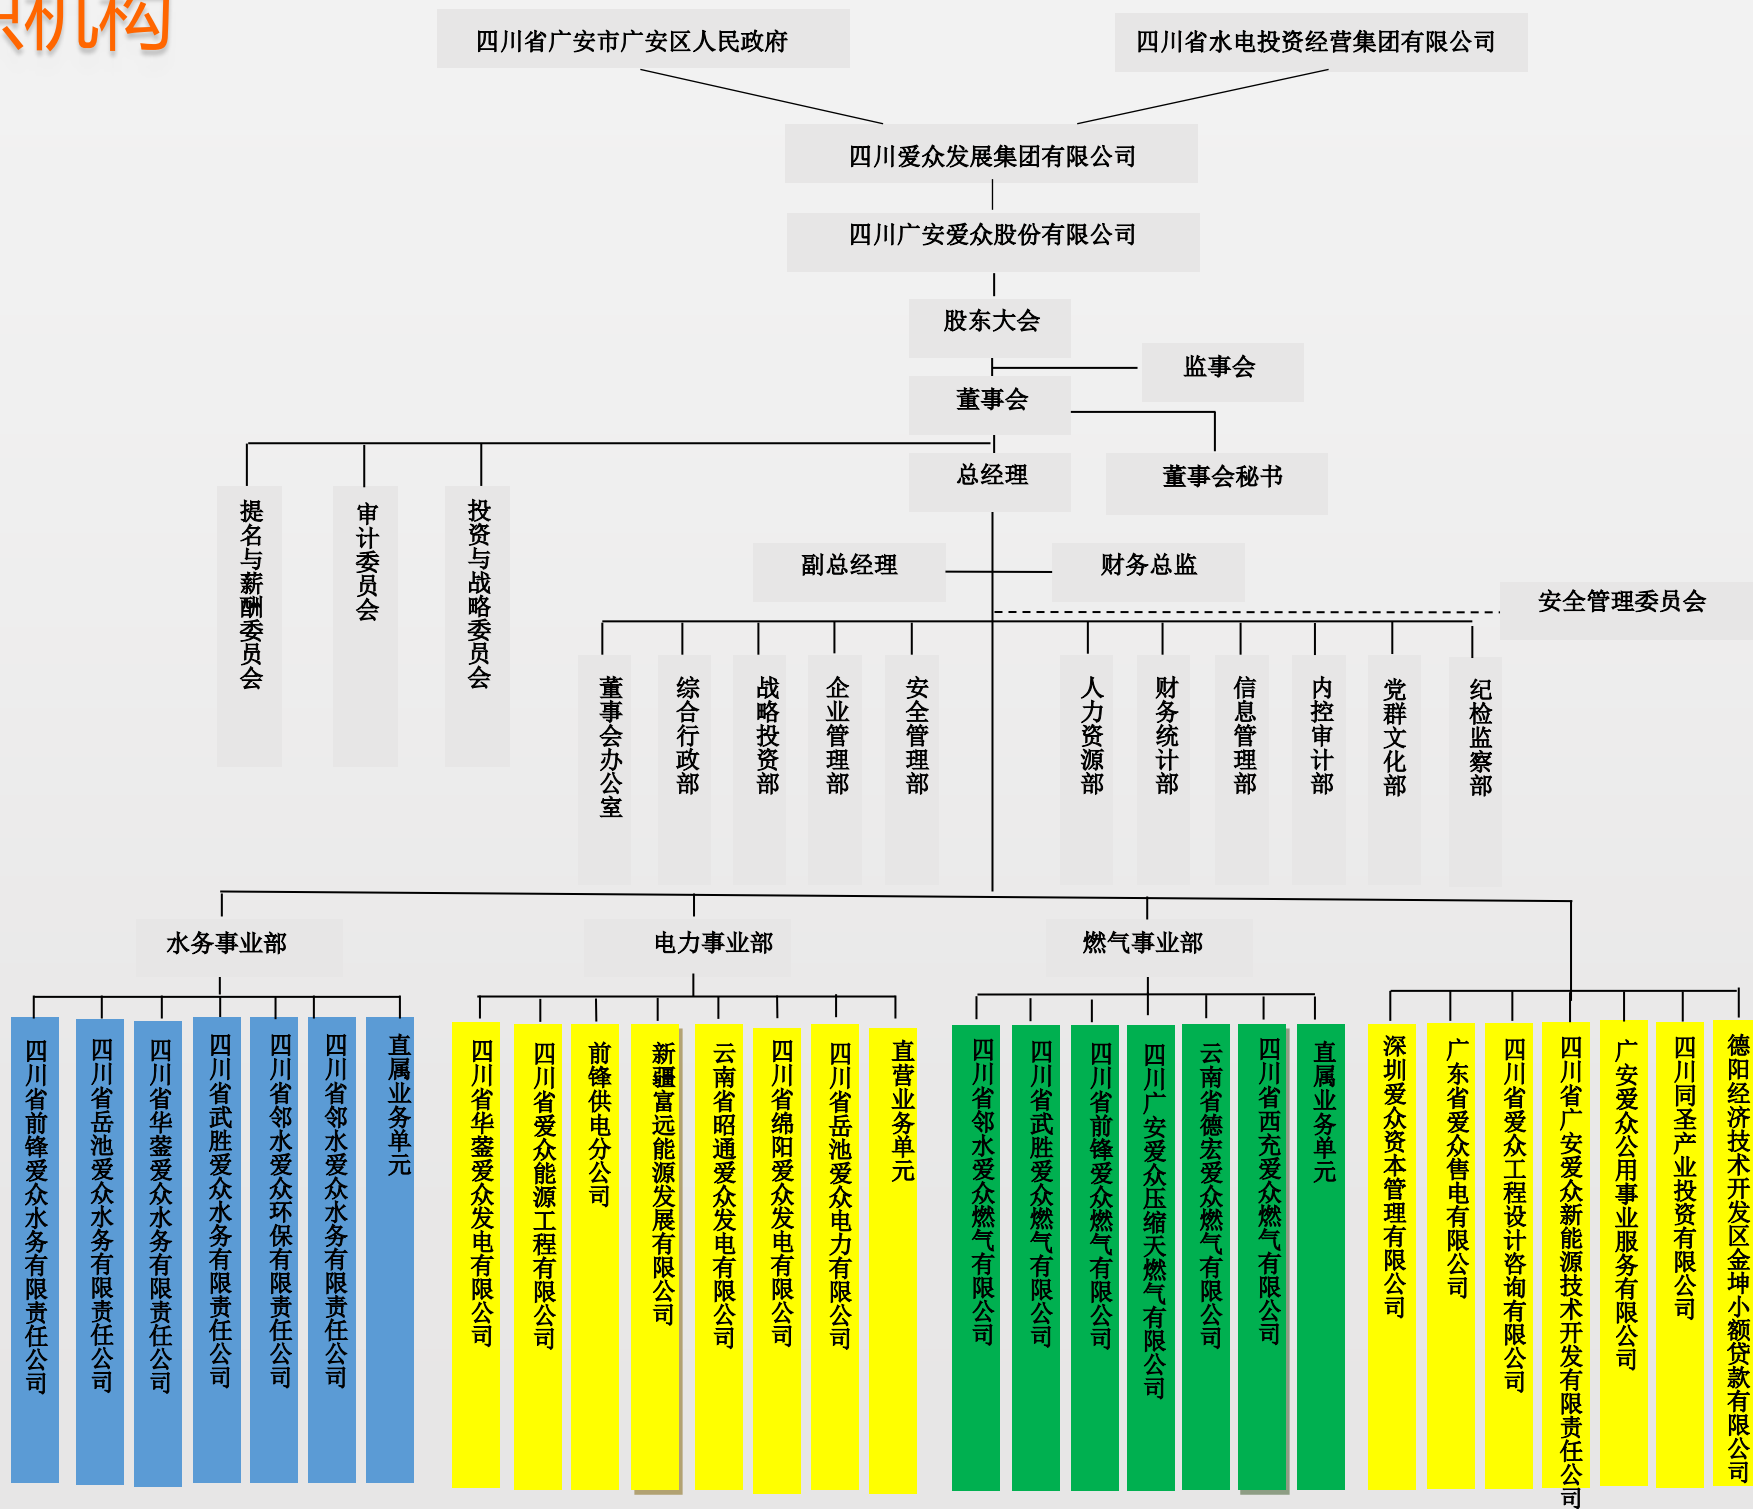 织机构
四川省广安市广安区人民政府
四川省水电投资经营集团有限公司
四川爱众发展集团有限公司
四川广安爱众股份有限公司
股东大会
监事会
董事会
总经理
董事会秘书
提名与薪酬委员会
审计委员会
投资与战略委员会
副总经理
财务总监
安全管理委员会
董事会办公室
综合行政部
战略投资部
企业管理部
安全管理部
人力资源部
财务统计部
信息管理部
内控审计部
党群文化部
纪检监察部
水务事业部
电力事业部
燃气事业部
四川省前锋爱众水务有限责任公司
四川省岳池爱众水务有限责任公司
四川省华蓥爱众水务有限责任公司
四川省武胜爱众水务有限责任公司
四川省邻水爱众环保有限责任公司
四川省邻水爱众水务有限责任公司
直属业务单元
四川省华蓥爱众发电有限公司
四川省爱众能源工程有限公司
前锋供电分公司
新疆富远能源发展有限公司
云南省昭通爱众发电有限公司
四川省绵阳爱众发电有限公司
四川省岳池爱众电力有限公司
直营业务单元
四川省邻水爱众燃气有限公司
四川省武胜爱众燃气有限公司
四川省前锋爱众燃气有限公司
四川广安爱众压缩天燃气有限公司
云南省德宏爱众燃气有限公司
四川省西充爱众燃气有限公司
直属业务单元
深圳爱众资本管理有限公司
广东省爱众售电有限公司
四川省爱众工程设计咨询有限公司
四川省广安爱众新能源技术开发有限责任公司
广安爱众公用事业服务有限公司
四川同圣产业投资有限公司
德阳经济技术开发区金坤小额贷款有限公司